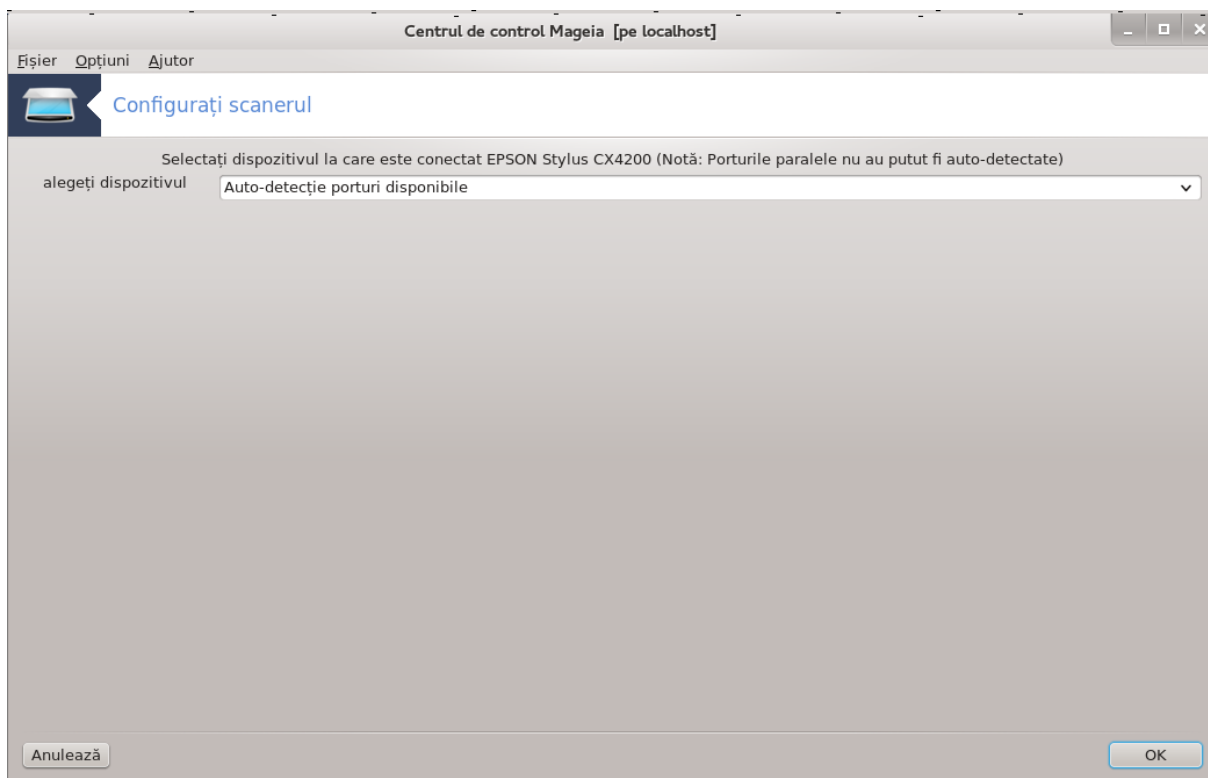 Centrul de control Mageia [pe localhost]
Fișier Opțiuni Ajutor
Configurați scanerul
Selectați dispozitivul la care este conectat EPSON Stylus CX4200 (Notă: Porturile paralele nu au putut fi auto-detectate)
alegeți dispozitivul Auto-detecție porturi disponibile
Anulează OK